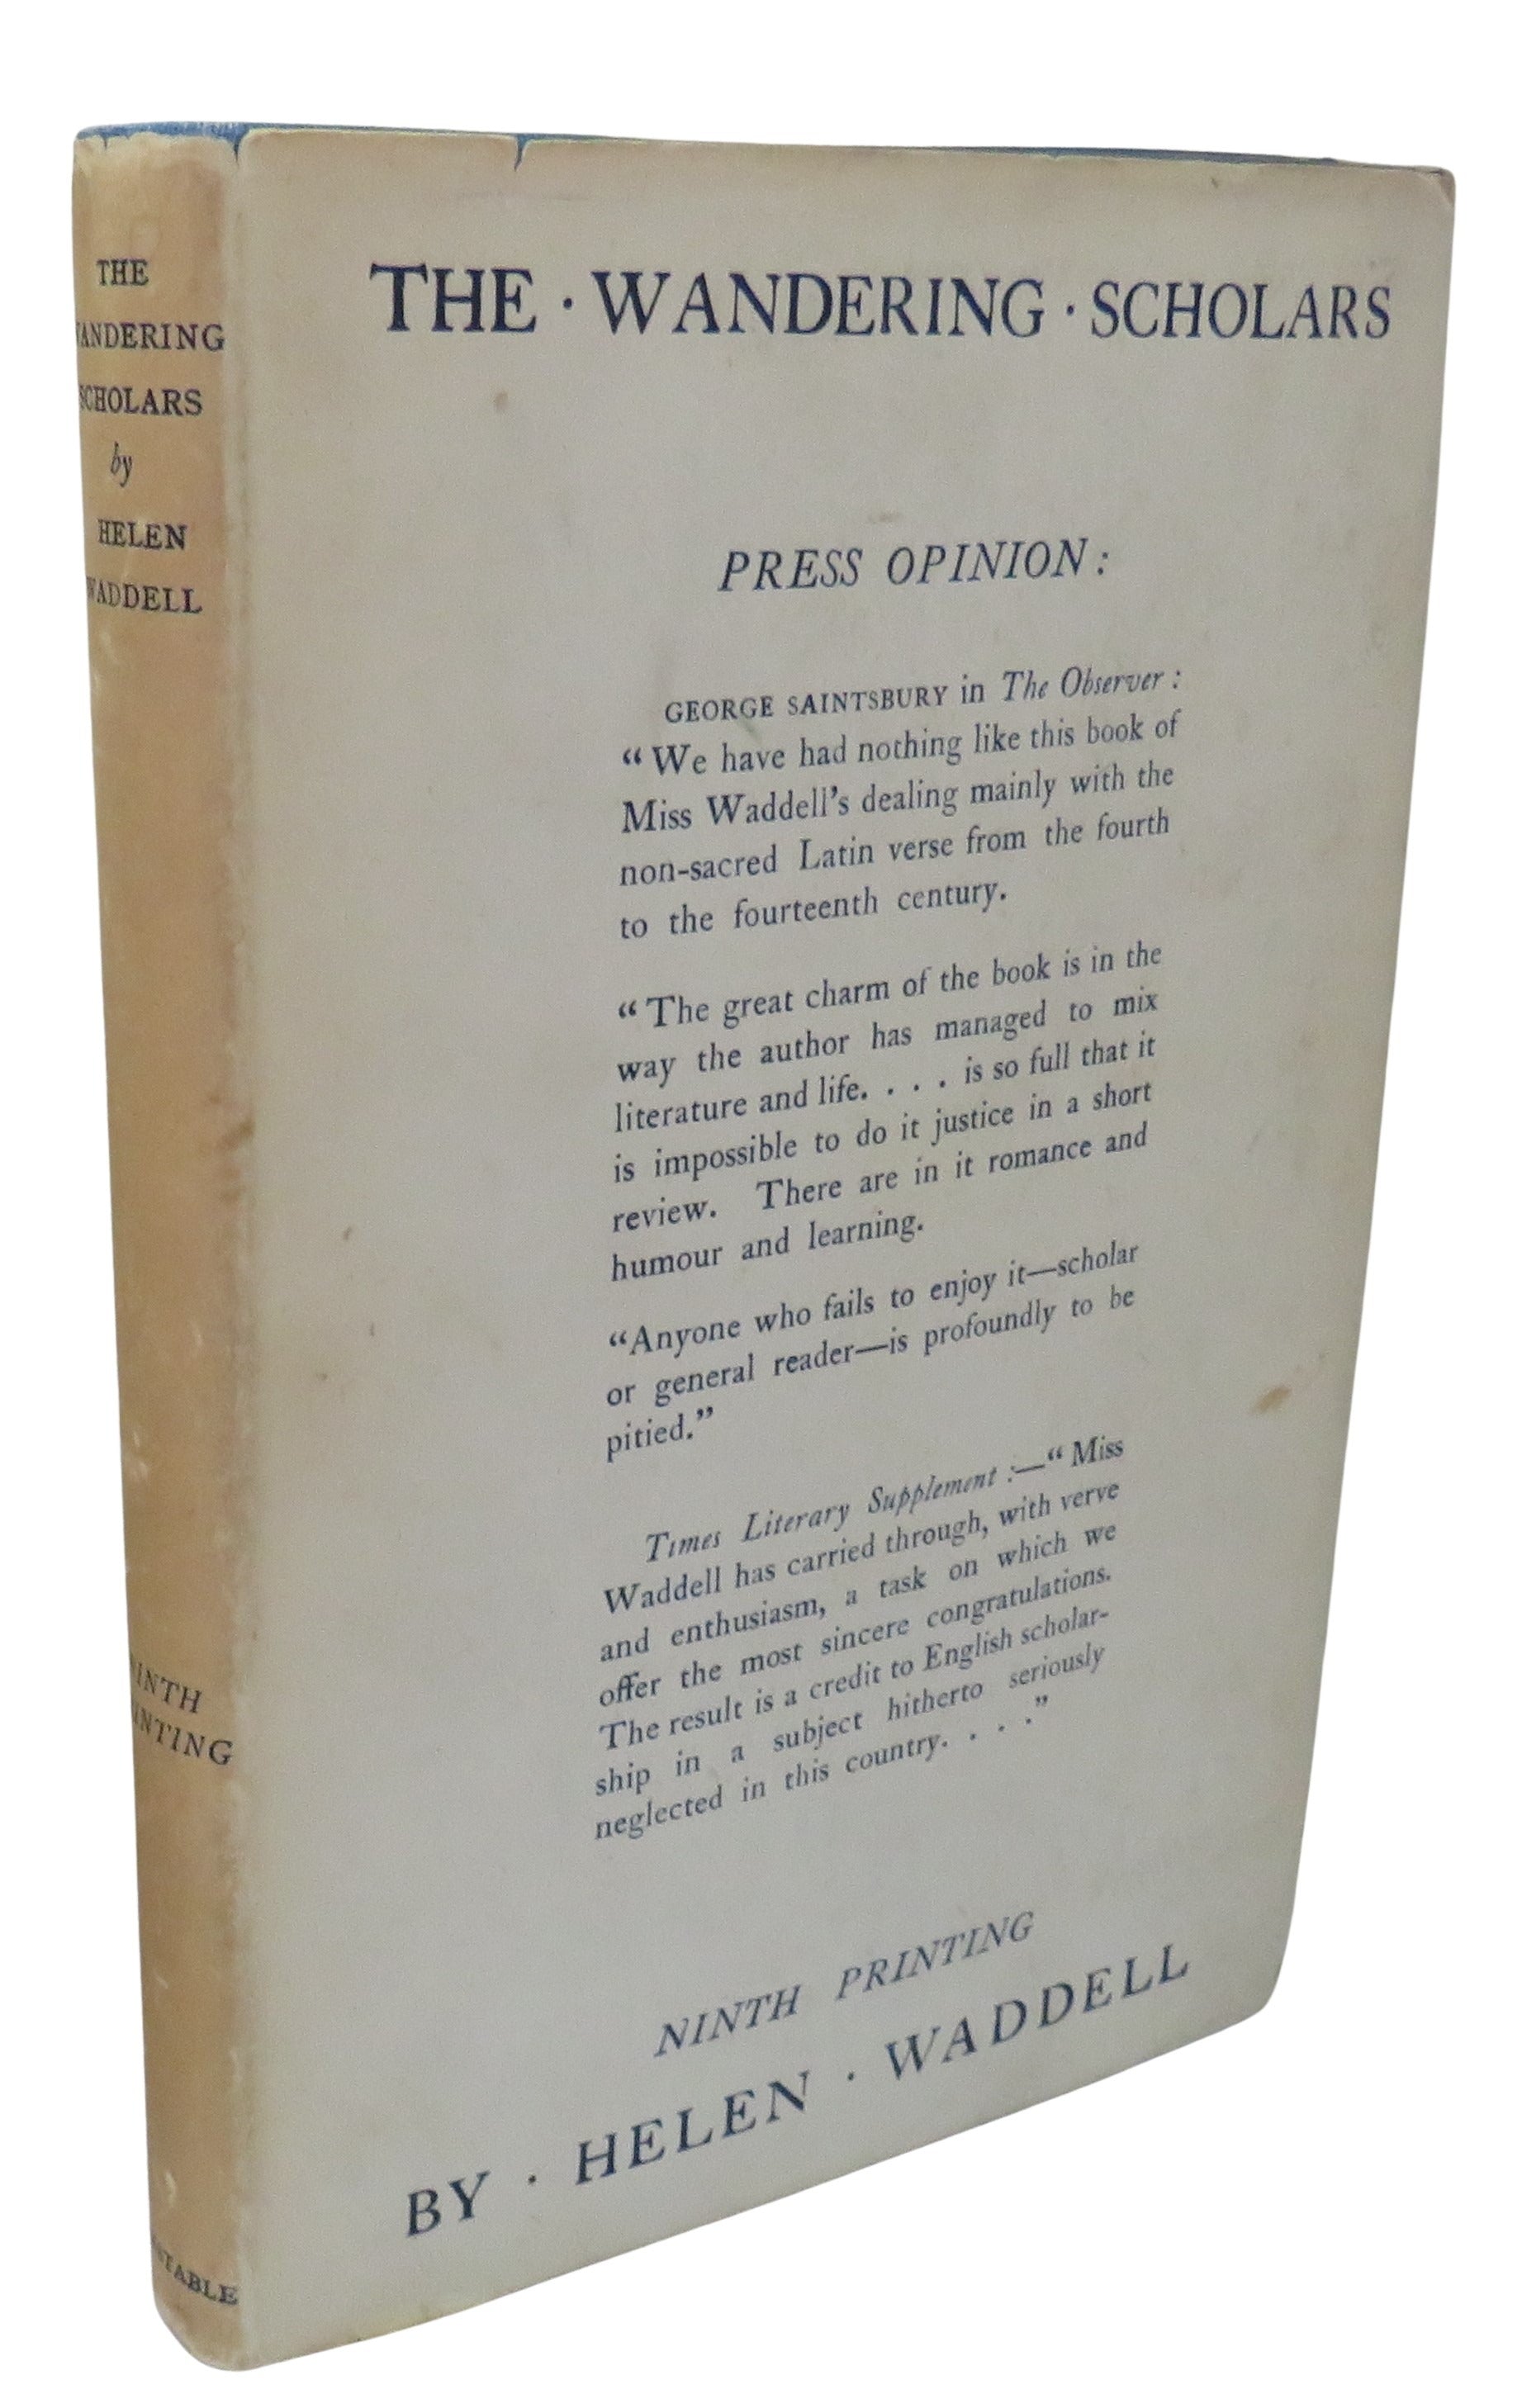 THE
WANDERING
SCHOLARS
by
HELEN
WADDELL
NINTH
PRINTING
THE · WANDERING · SCHOLARS
PRESS OPINION:
GEORGE SAINTSBURY in The Observer:
“We have had nothing like this book of
Miss Waddell’s dealing mainly with the
non-sacred Latin verse from the fourth
to the fourteenth century.
“The great charm of the book is in the
way the author has managed to mix
literature and life. . . . is so full that it
is impossible to do it justice in a short
review. There are in it romance and
humour and learning.
“Anyone who fails to enjoy it—scholar
or general reader—is profoundly to be
pitied.”
Times Literary Supplement:—“Miss
Waddell has carried through, with verve
and enthusiasm, a task on which we
offer the most sincere congratulations.
The result is a credit to English scholar-
ship in a subject hitherto seriously
neglected in this country. . . .”
NINTH PRINTING
BY · HELEN · WADDELL